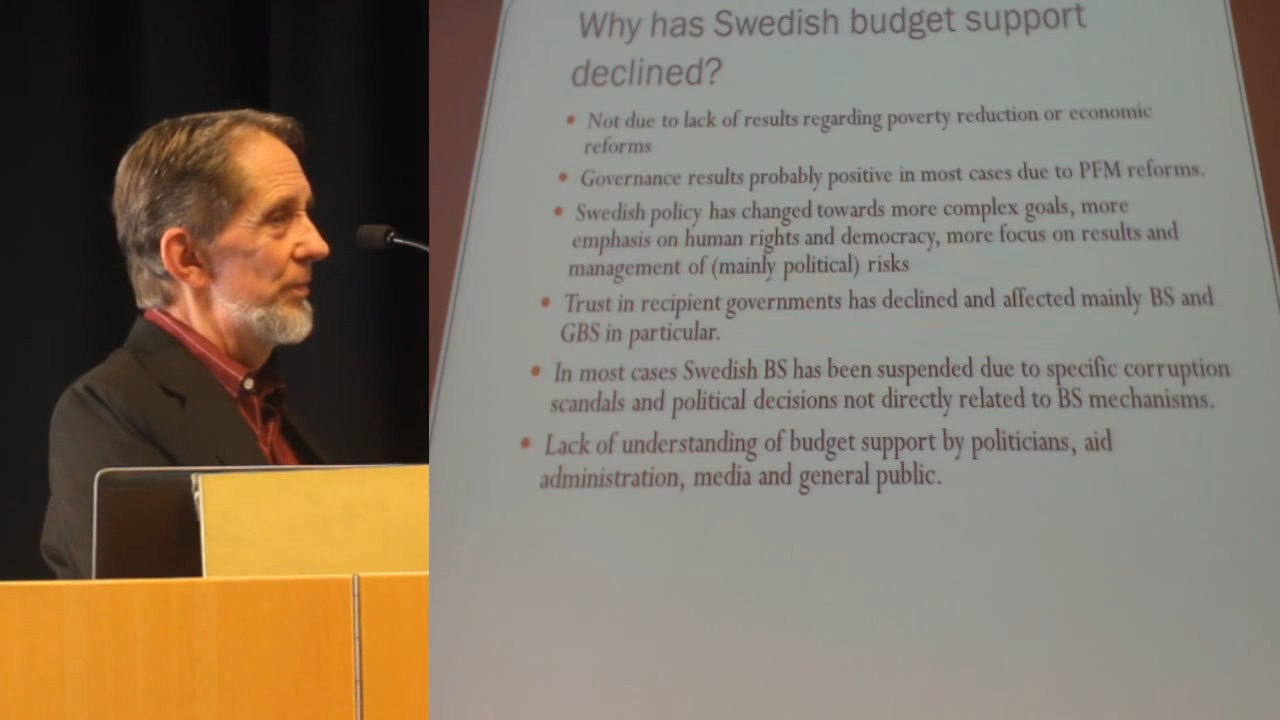 Why has Swedish budget support
declined?
• Not due to lack of results regarding poverty reduction or economic
reforms
• Governance results probably positive in most cases due to PFM reforms.
• Swedish policy has changed towards more complex goals, more
emphasis on human rights and democracy, more focus on results and
management of (mainly political) risks
• Trust in recipient governments has declined and affected mainly BS and
GBS in particular.
• In most cases Swedish BS has been suspended due to specific corruption
scandals and political decisions not directly related to BS mechanisms.
• Lack of understanding of budget support by politicians, aid
administration, media and general public.